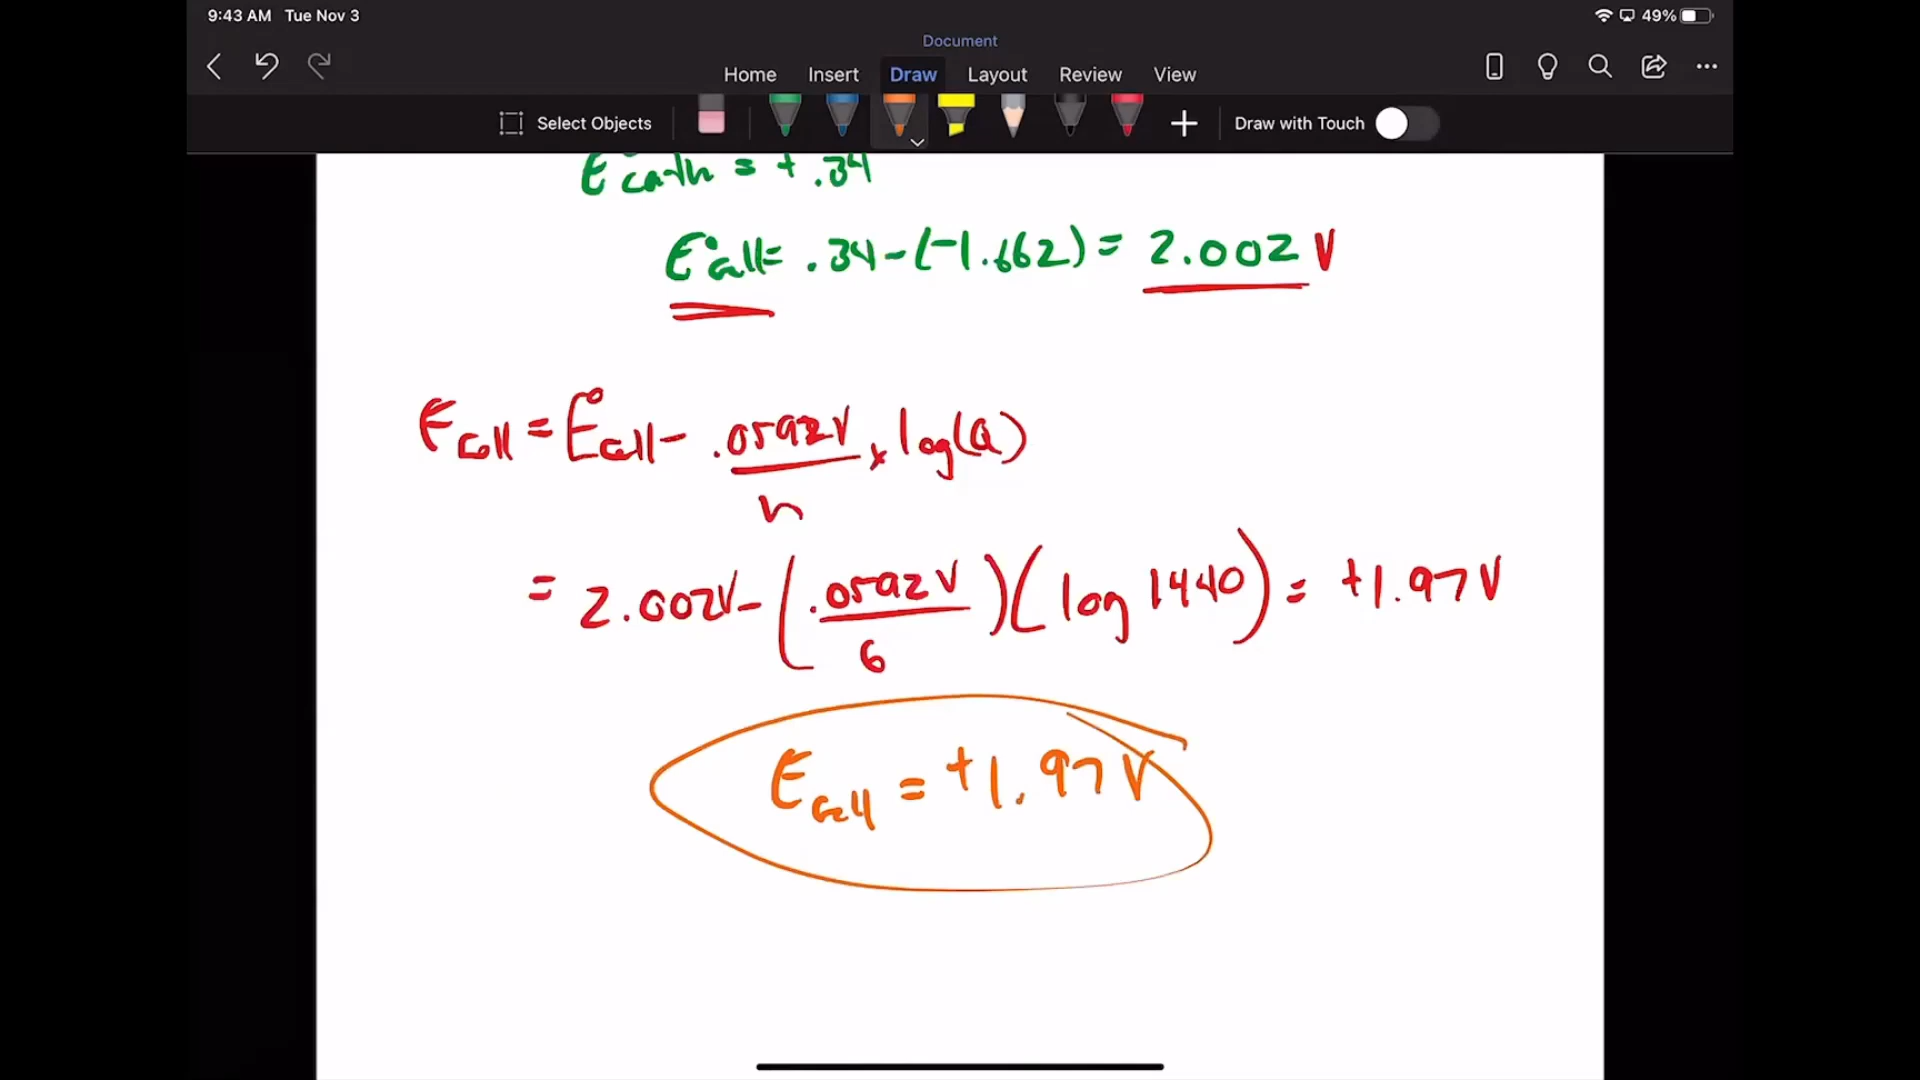 9:43 AM Tue Nov 3
49%
Document
Home Insert Draw Layout Review View
Select Objects
Draw with Touch
E°cath = + .34
E°cell = .34 - (-1.662) = 2.002 V
Ecell = E°cell - .0592V / n × log(Q)
= 2.002V - (.0592V / 6)(log 1440) = +1.97V
Ecell = +1.97V